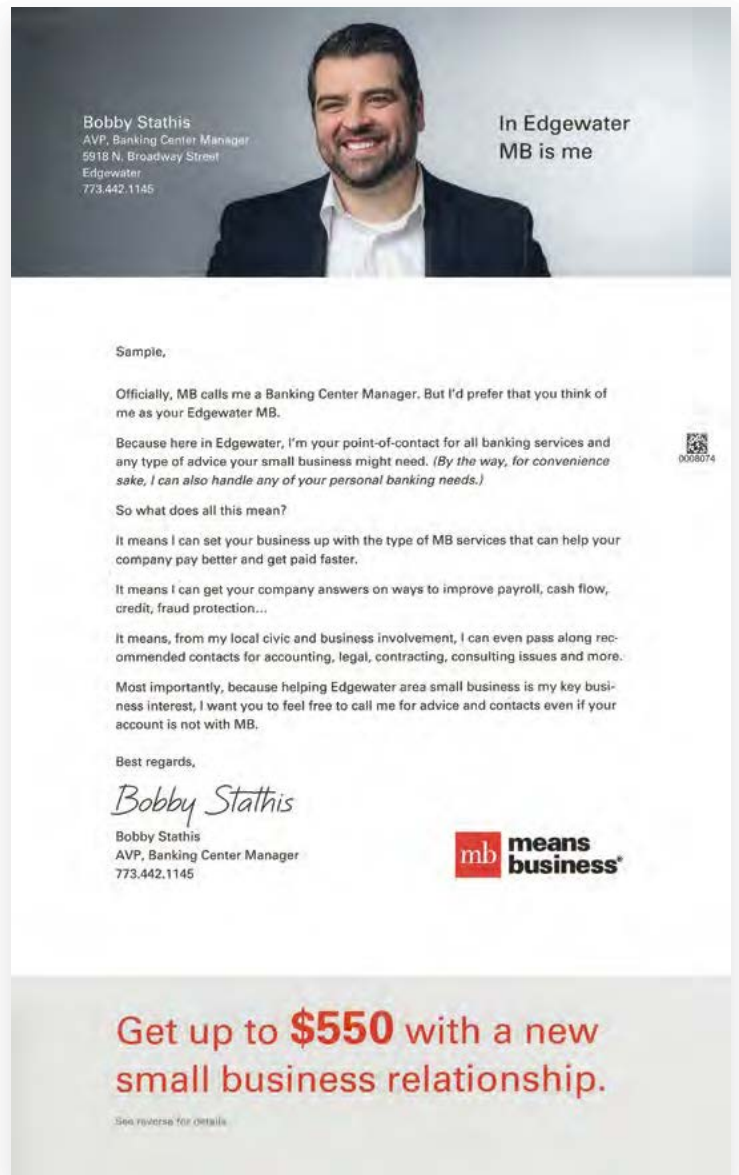 Bobby Stathis
AVP, Banking Center Manager
5918 N. Broadway Street
Edgewater
773.442.1145
In Edgewater
MB is me
Sample,
Officially, MB calls me a Banking Center Manager. But I'd prefer that you think of
me as your Edgewater MB.
Because here in Edgewater, I'm your point-of-contact for all banking services and
any type of advice your small business might need. (By the way, for convenience
sake, I can also handle any of your personal banking needs.)
0008074
So what does all this mean?
It means I can set your business up with the type of MB services that can help your
company pay better and get paid faster.
It means I can get your company answers on ways to improve payroll, cash flow,
credit, fraud protection...
It means, from my local civic and business involvement, I can even pass along rec-
ommended contacts for accounting, legal, contracting, consulting issues and more.
Most importantly, because helping Edgewater area small business is my key busi-
ness interest, I want you to feel free to call me for advice and contacts even if your
account is not with MB.
Best regards,
Bobby Stathis
Bobby Stathis
AVP, Banking Center Manager
773.442.1145
mb means
business®
Get up to $550 with a new
small business relationship.
See reverse for details